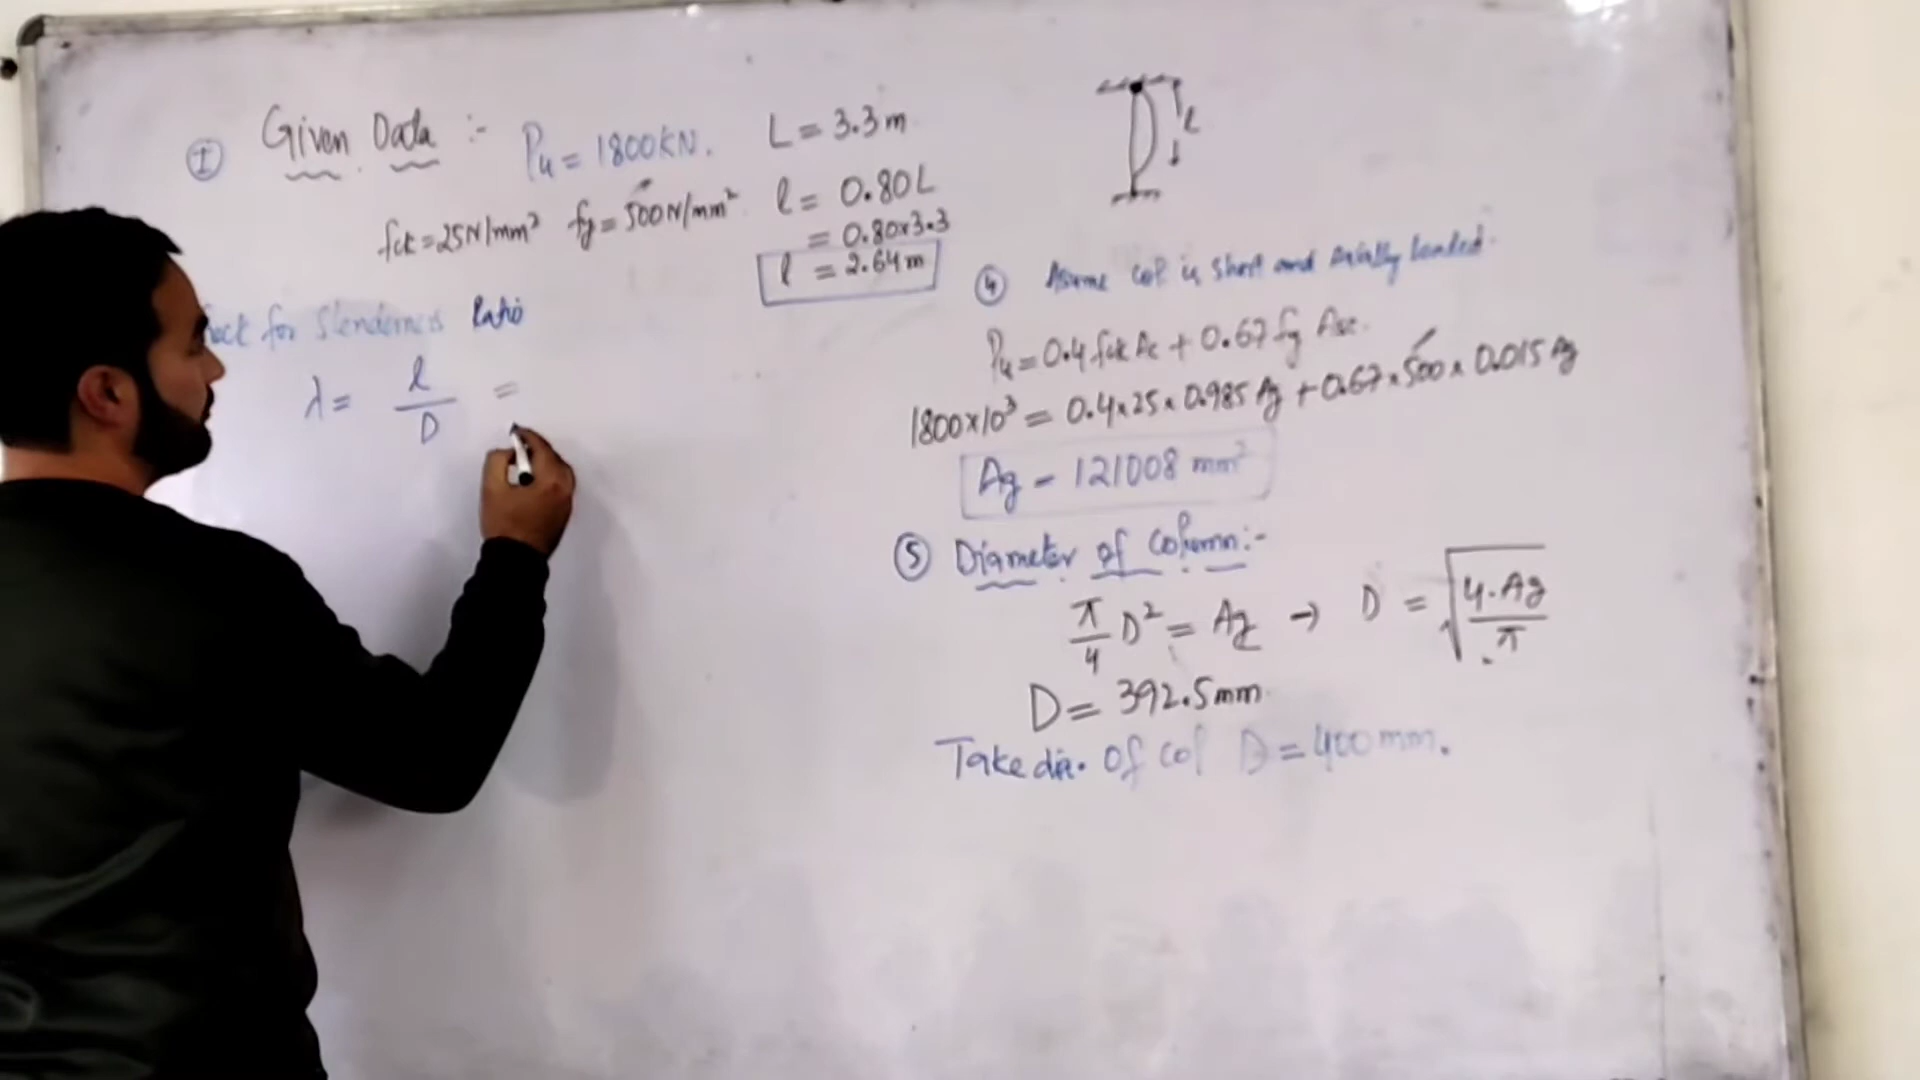 ① Given Data :- Pu = 1800KN. L = 3.3m
fck = 25N/mm² fy = 500N/mm² l = 0.80L
= 0.80x3.3
l = 2.64m
for Slenderness Ratio
λ = l/D =
l
④ Assume col is Short and Axially loaded.
Pu = 0.4 fck Ac + 0.67 fy Asc.
1800x10³ = 0.4x25x0.985 Ag + 0.67x500x0.015 Ag
Ag = 121008 mm²
⑤ Diameter of Column:-
π/4 D² = Ag → D = √(4.Ag/π)
D = 392.5mm
Take dia. of col D = 400mm.